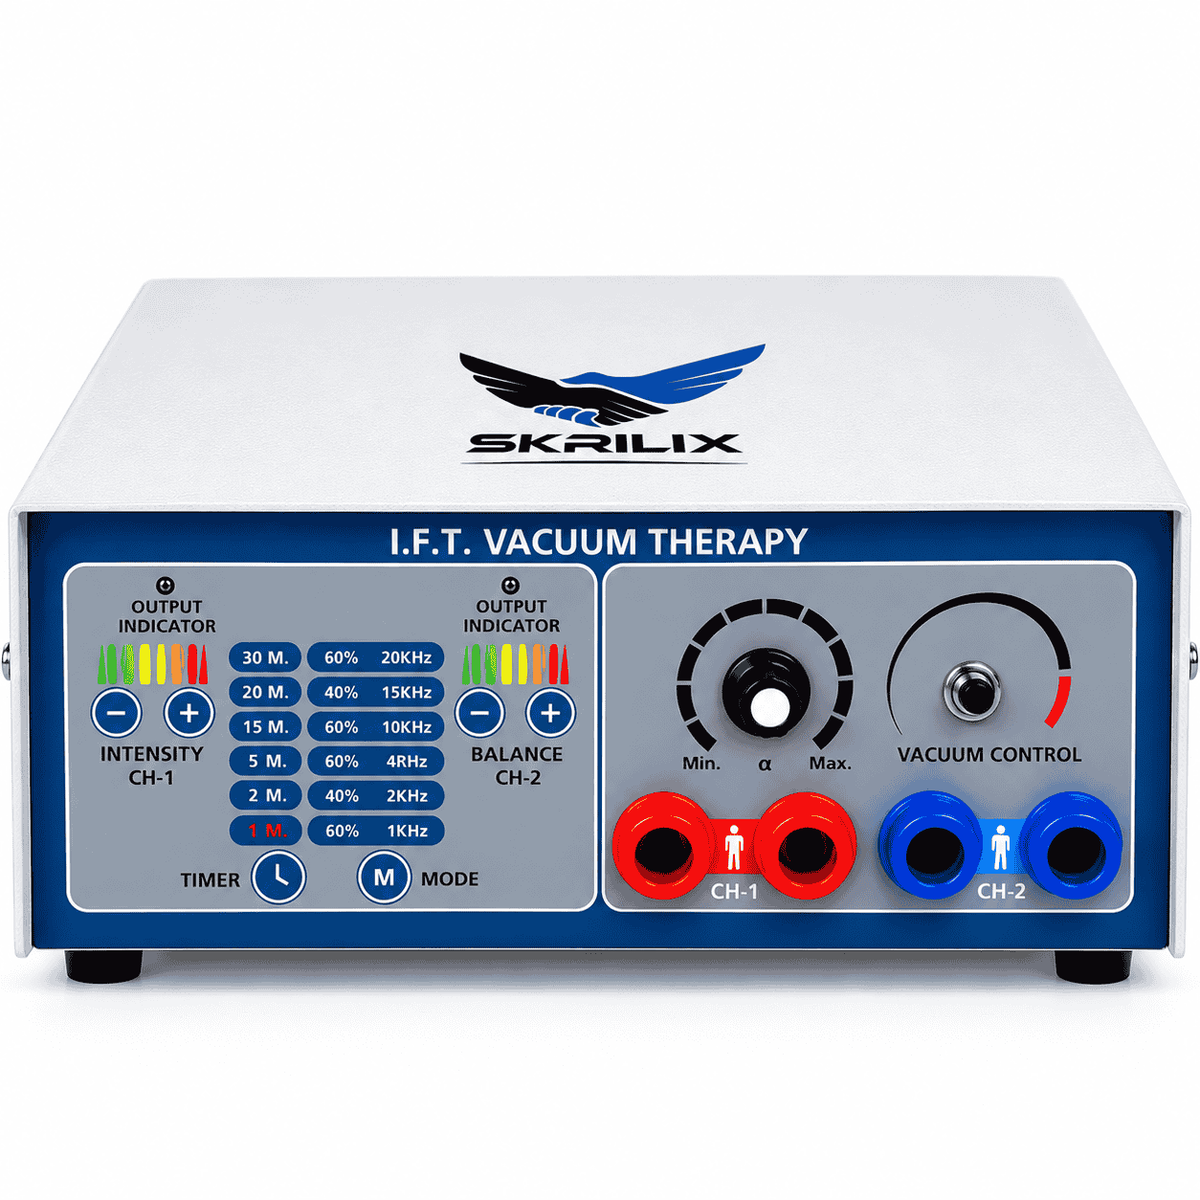 SKRILIX
I.F.T. VACUUM THERAPY
OUTPUT
INDICATOR
INTENSITY
CH-1
30 M. 60% 20KHz
20 M. 40% 15KHz
15 M. 60% 10KHz
5 M. 60% 4RHz
2 M. 40% 2KHz
1 M. 60% 1KHz
TIMER M MODE
OUTPUT
INDICATOR
BALANCE
CH-2
Min. α Max.
VACUUM CONTROL
CH-1
CH-2